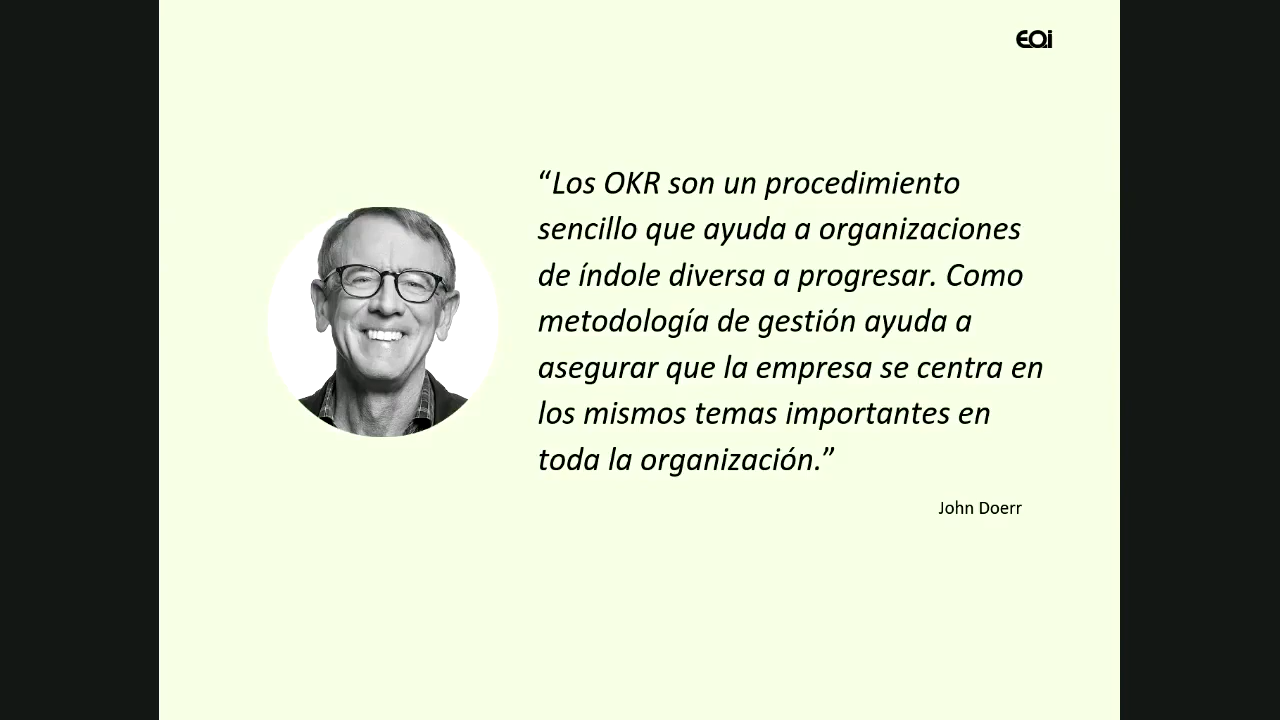 EOi
“Los OKR son un procedimiento
sencillo que ayuda a organizaciones
de índole diversa a progresar. Como
metodología de gestión ayuda a
asegurar que la empresa se centra en
los mismos temas importantes en
toda la organización.”
John Doerr